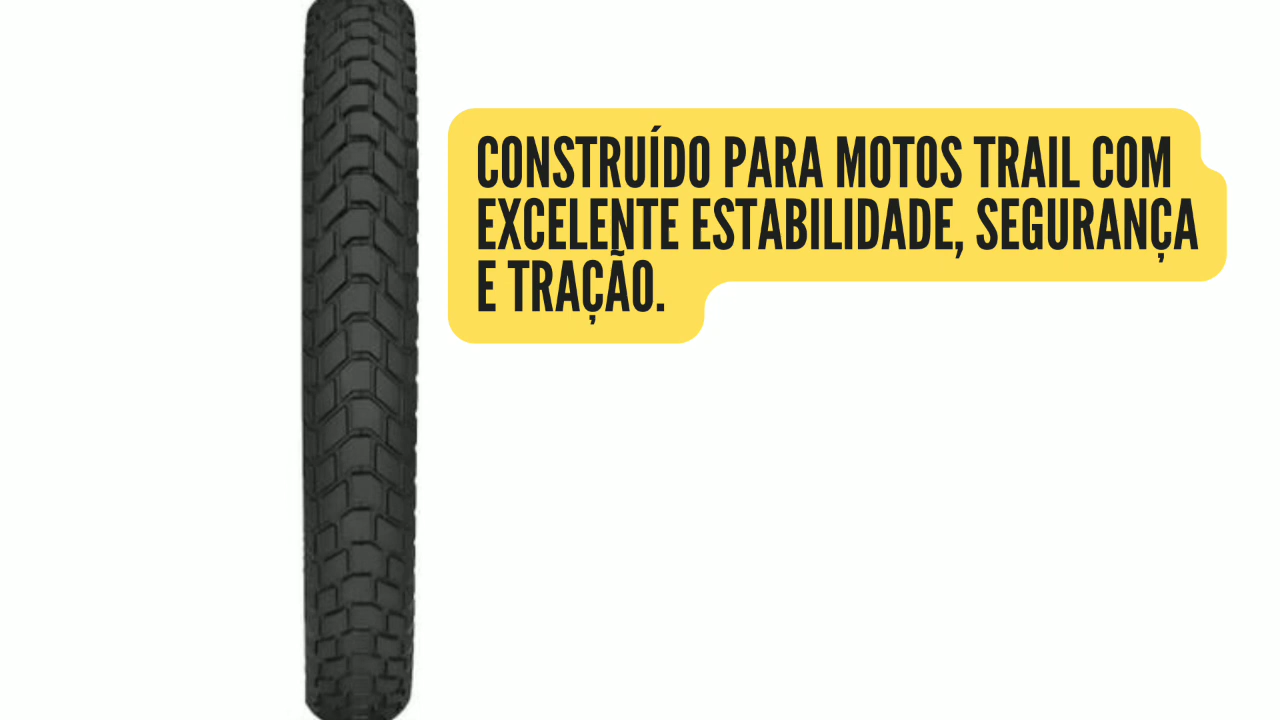 CONSTRUÍDO PARA MOTOS TRAIL COM
EXCELENTE ESTABILIDADE, SEGURANÇA
E TRAÇÃO.